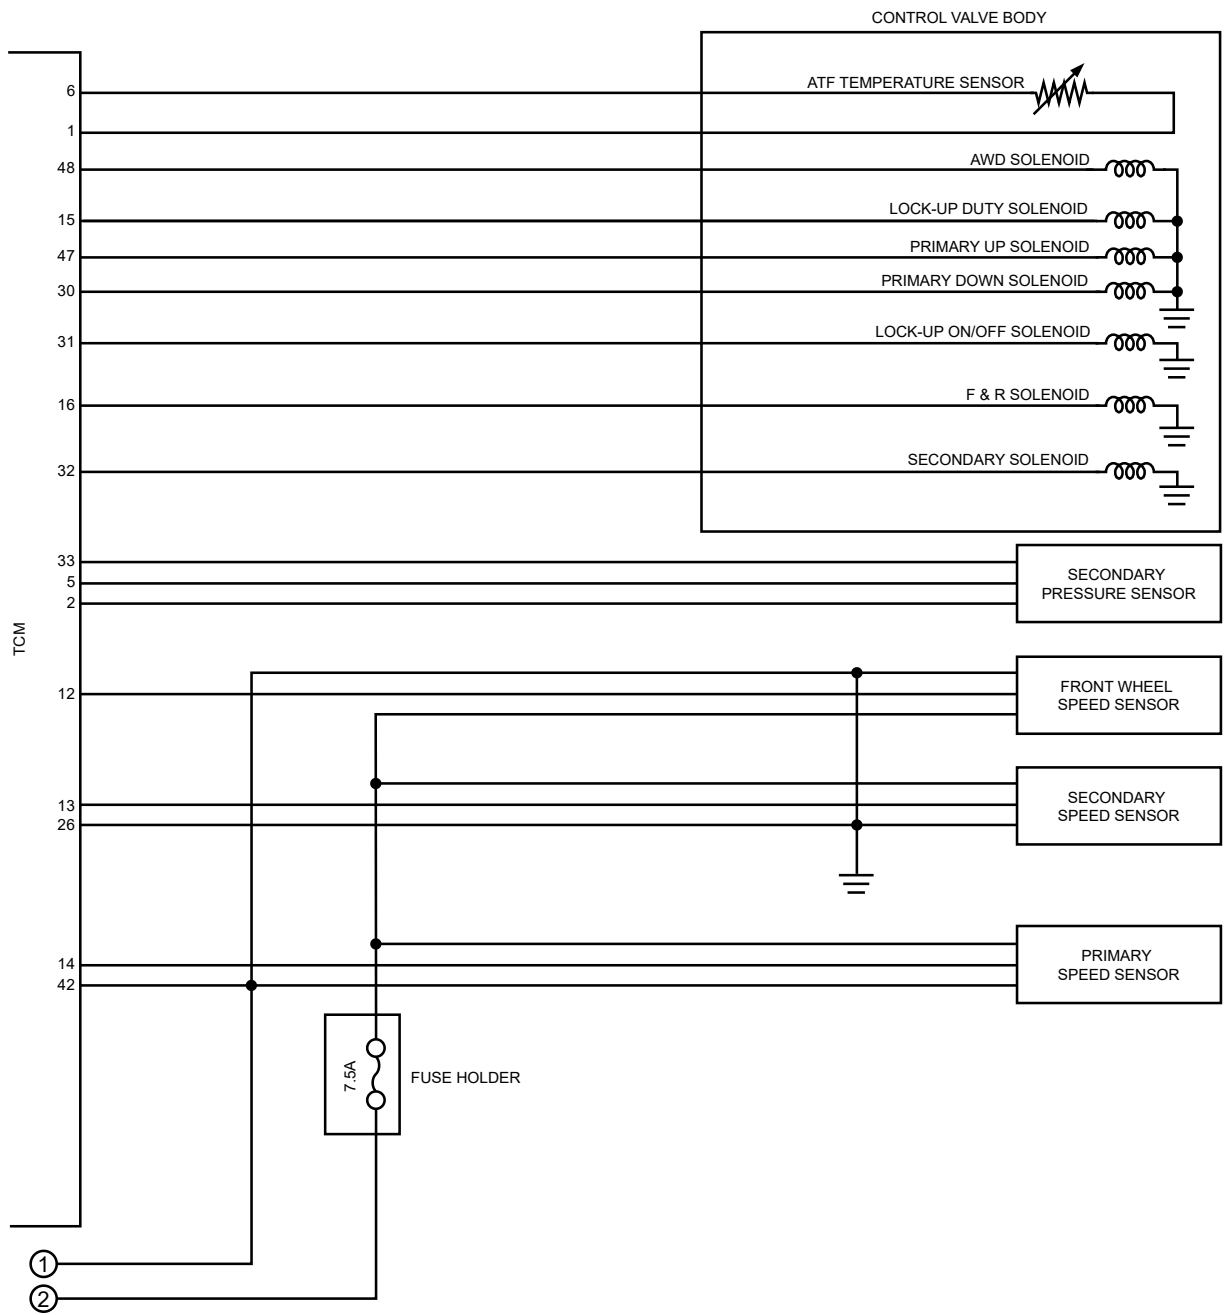 CONTROL VALVE BODY
6
ATF TEMPERATURE SENSOR
1
48
AWD SOLENOID
15
LOCK-UP DUTY SOLENOID
47
PRIMARY UP SOLENOID
30
PRIMARY DOWN SOLENOID
31
LOCK-UP ON/OFF SOLENOID
16
F & R SOLENOID
32
SECONDARY SOLENOID
33
5
2
SECONDARY
PRESSURE SENSOR
TCM
12
FRONT WHEEL
SPEED SENSOR
13
26
SECONDARY
SPEED SENSOR
14
42
PRIMARY
SPEED SENSOR
7.5A
FUSE HOLDER
1
2